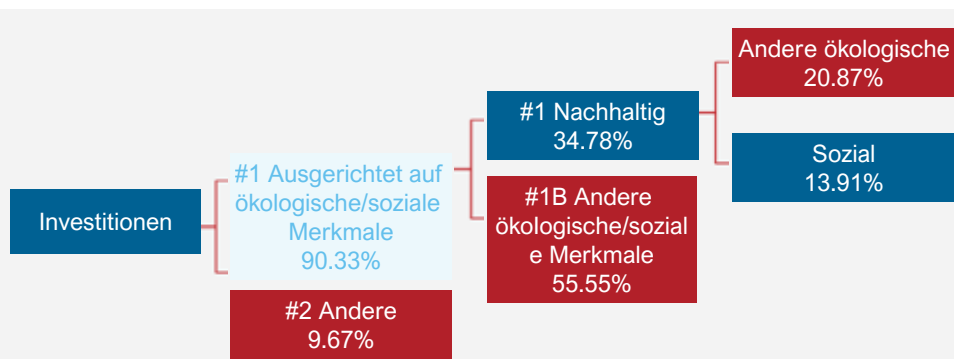 Investitionen
#1 Ausgerichtet auf
ökologische/soziale
Merkmale
90.33%
#2 Andere
9.67%
#1 Nachhaltig
34.78%
#1B Andere
ökologische/sozial
e Merkmale
55.55%
Andere ökologische
20.87%
Sozial
13.91%